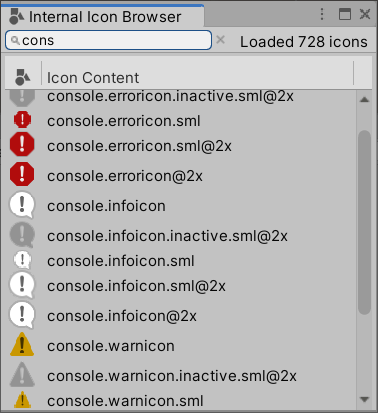 Internal Icon Browser
cons
Loaded 728 icons
Icon Content
console.erroricon.inactive.sml@2x
console.erroricon.sml
console.erroricon.sml@2x
console.erroricon@2x
console.infoicon
console.infoicon.inactive.sml@2x
console.infoicon.sml
console.infoicon.sml@2x
console.infoicon@2x
console.warnicon
console.warnicon.inactive.sml@2x
console.warnicon.sml